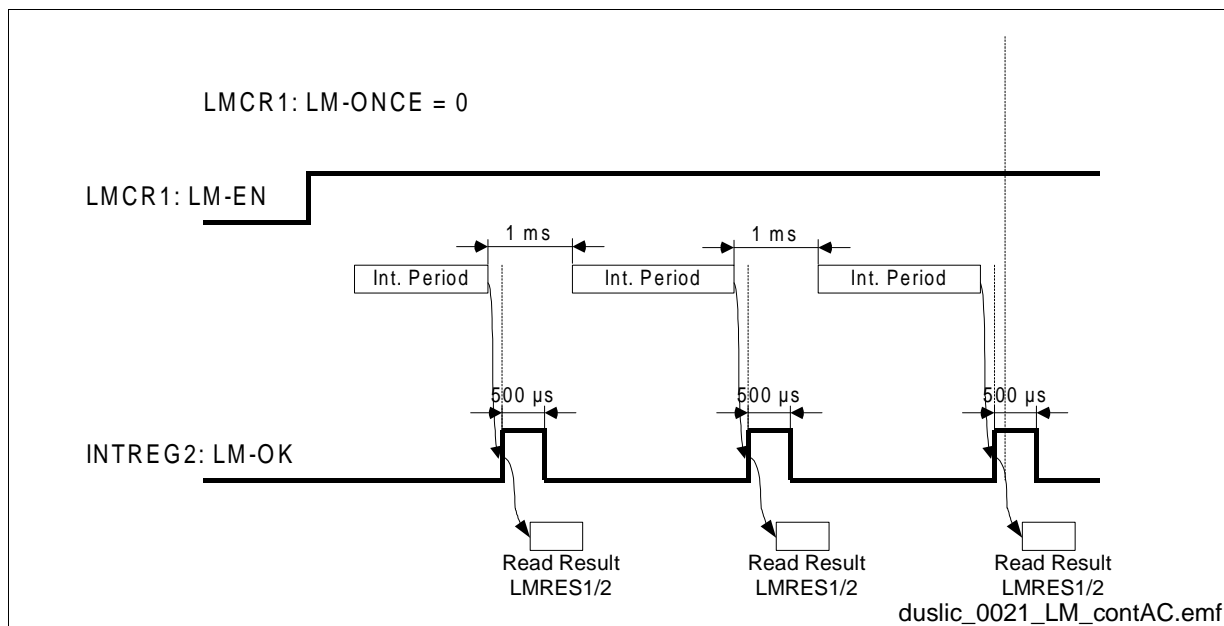 LMCR1: LM-ONCE = 0
LMCR1: LM-EN
1 ms 1 ms
Int. Period Int. Period Int. Period
500 µs 500 µs 500 µs
INTREG2: LM-OK
Read Result Read Result Read Result
LMRES1/2 LMRES1/2 LMRES1/2
duslic_0021_LM_contAC.emf